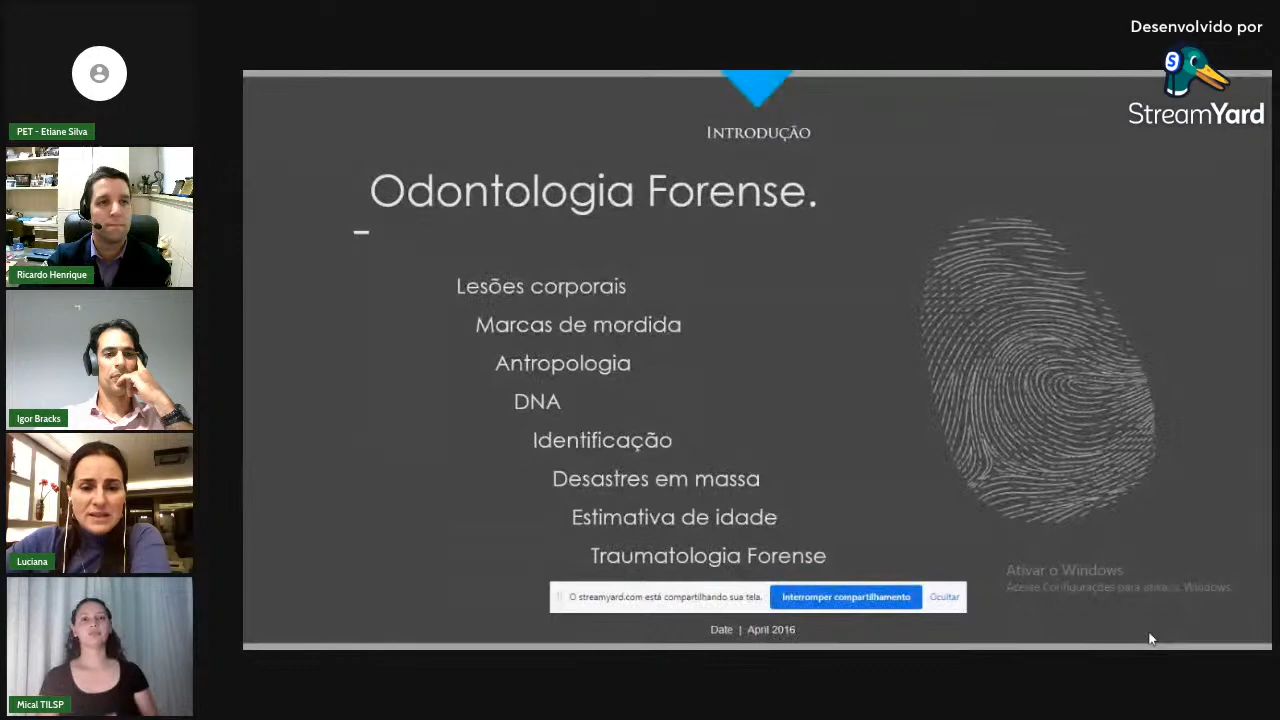 Desenvolvido por
StreamYard
PET - Etiane Silva
Ricardo Henrique
Igor Bracks
Luciana
Mical TILSP
INTRODUÇÃO
Odontologia Forense.
Lesões corporais
Marcas de mordida
Antropologia
DNA
Identificação
Desastres em massa
Estimativa de idade
Traumatologia Forense
Ativar o Windows
Acesse Configurações para ativar o Windows.
O streamyard.com está compartilhando sua tela.
Interromper compartilhamento
Ocultar
Date | April 2016